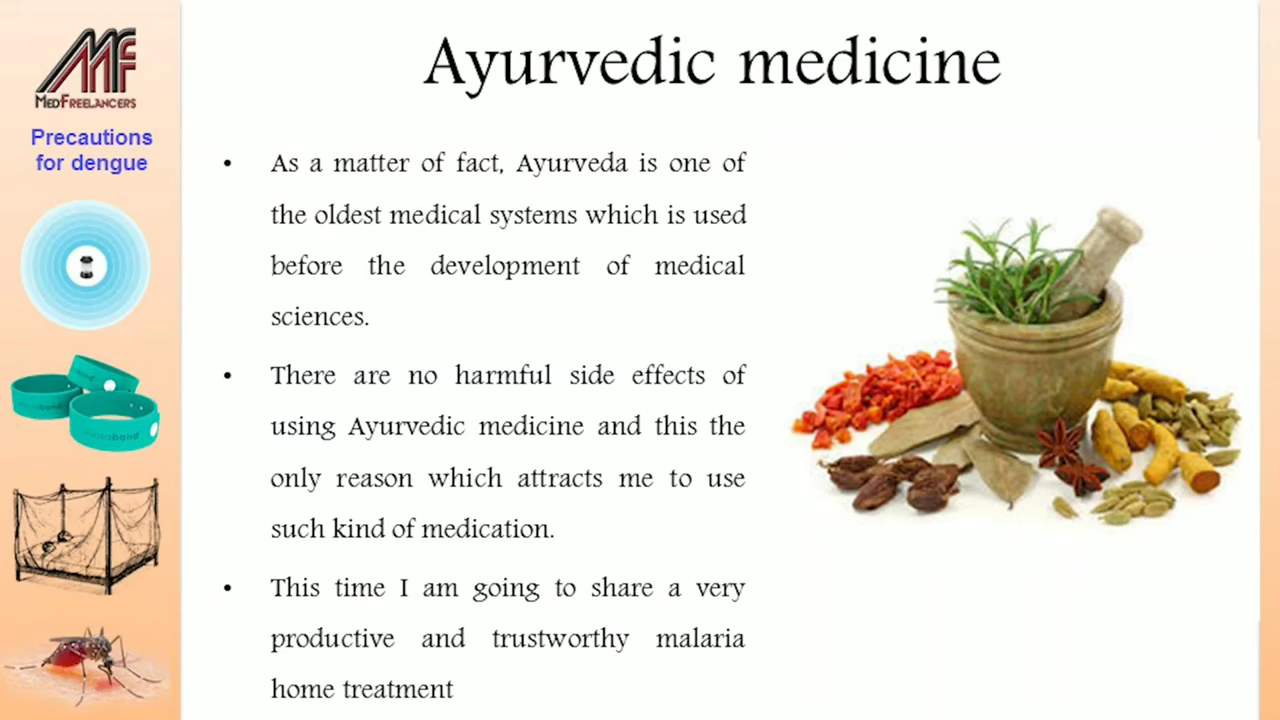 MF
MEDFREELANCERS
Precautions
for dengue
Ayurvedic medicine
• As a matter of fact, Ayurveda is one of
the oldest medical systems which is used
before the development of medical
sciences.
• There are no harmful side effects of
using Ayurvedic medicine and this the
only reason which attracts me to use
such kind of medication.
• This time I am going to share a very
productive and trustworthy malaria
home treatment